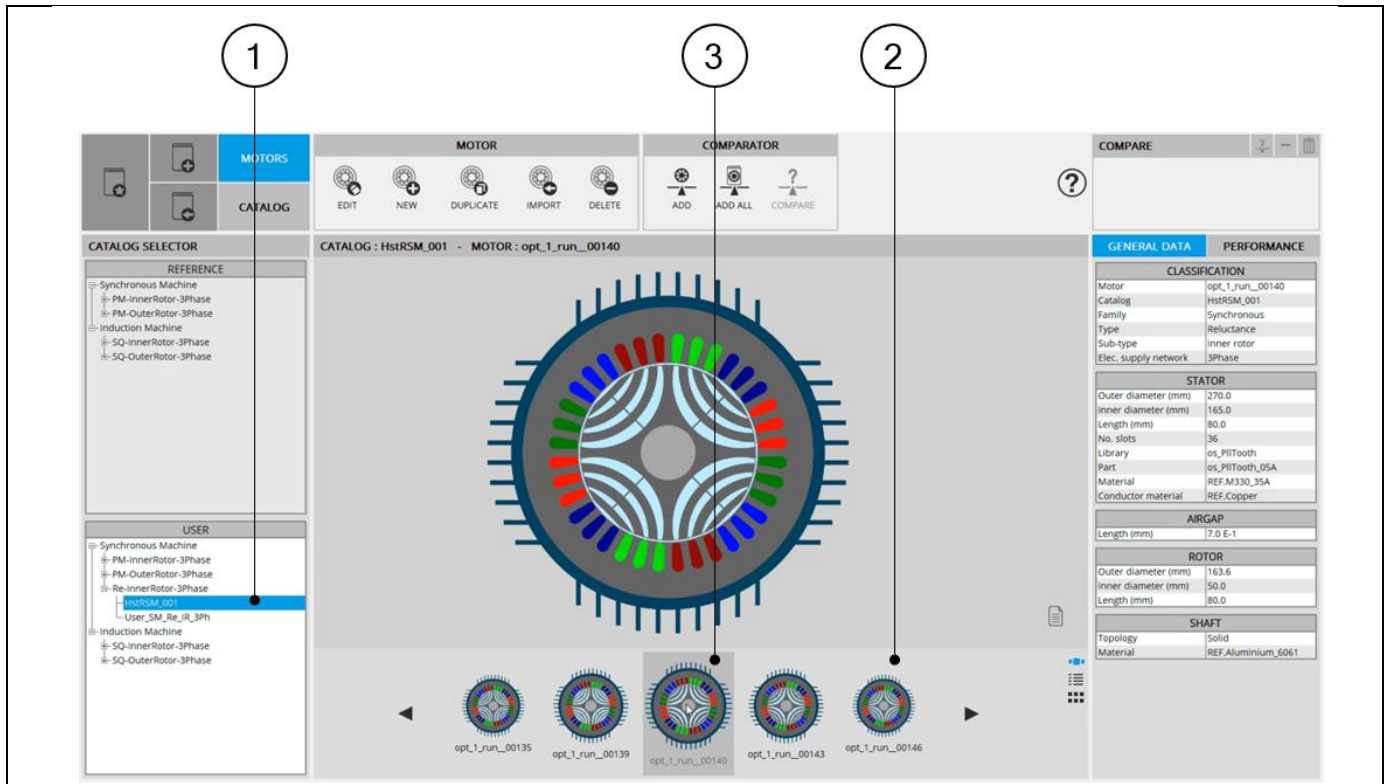 1
3
2
MOTORS
CATALOG
MOTOR
EDIT
NEW
DUPLICATE
IMPORT
DELETE
COMPARATOR
ADD
ADD ALL
?
COMPARE
?
COMPARE
?
CATALOG SELECTOR
REFERENCE
Synchronous Machine
PM-InnerRotor-3Phase
PM-OuterRotor-3Phase
Induction Machine
SQ-InnerRotor-3Phase
SQ-OuterRotor-3Phase
USER
Synchronous Machine
PM-InnerRotor-3Phase
PM-OuterRotor-3Phase
Re-InnerRotor-3Phase
HstRSM_001
User_SM_Re_IR_3Ph
Induction Machine
SQ-InnerRotor-3Phase
SQ-OuterRotor-3Phase
CATALOG : HstRSM_001 - MOTOR : opt_1_run__00140
opt_1_run__00135
opt_1_run__00139
opt_1_run__00140
opt_1_run__00143
opt_1_run__00146
GENERAL DATA PERFORMANCE
CLASSIFICATION
Motor opt_1_run__00140
Catalog HstRSM_001
Family Synchronous
Type Reluctance
Sub-type Inner rotor
Elec. supply network 3Phase
STATOR
Outer diameter (mm) 270.0
Inner diameter (mm) 165.0
Length (mm) 80.0
No. slots 36
Library os_PllTooth
Part os_PllTooth_05A
Material REF.M330_35A
Conductor material REF.Copper
AIRGAP
Length (mm) 7.0 E-1
ROTOR
Outer diameter (mm) 163.6
Inner diameter (mm) 50.0
Length (mm) 80.0
SHAFT
Topology Solid
Material REF.Aluminium_6061